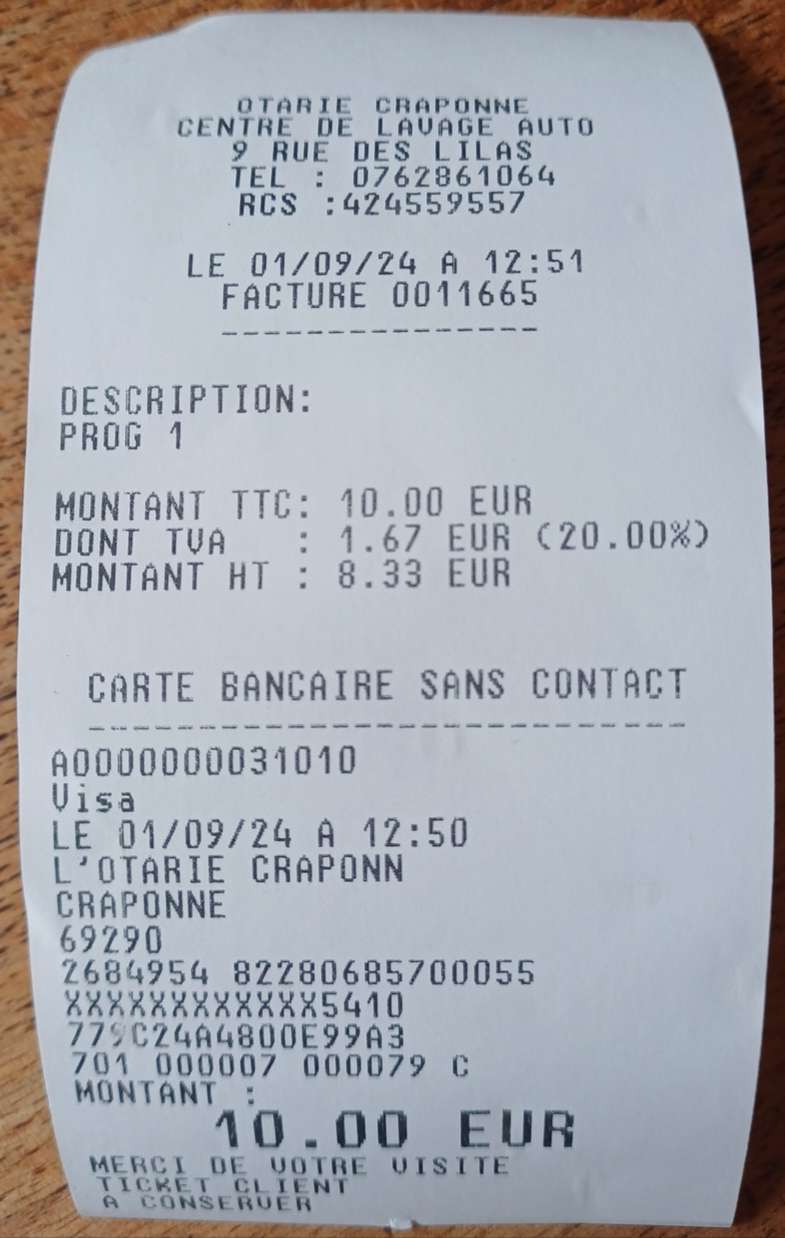 OTARIE CRAPONNE
CENTRE DE LAVAGE AUTO
9 RUE DES LILAS
TEL : 0762861064
RCS :424559557
LE 01/09/24 A 12:51
FACTURE 0011665
---------------
DESCRIPTION:
PROG 1
MONTANT TTC: 10.00 EUR
DONT TVA   : 1.67 EUR (20.00%)
MONTANT HT : 8.33 EUR
CARTE BANCAIRE SANS CONTACT
---------------------------
A0000000031010
Visa
LE 01/09/24 A 12:50
L'OTARIE CRAPONN
CRAPONNE
69290
2684954 82280685700055
XXXXXXXXXXXXX5410
779C24A4800E99A3
701 000007 000079 C
MONTANT :
10.00 EUR
MERCI DE VOTRE VISITE
TICKET CLIENT
A CONSERVER